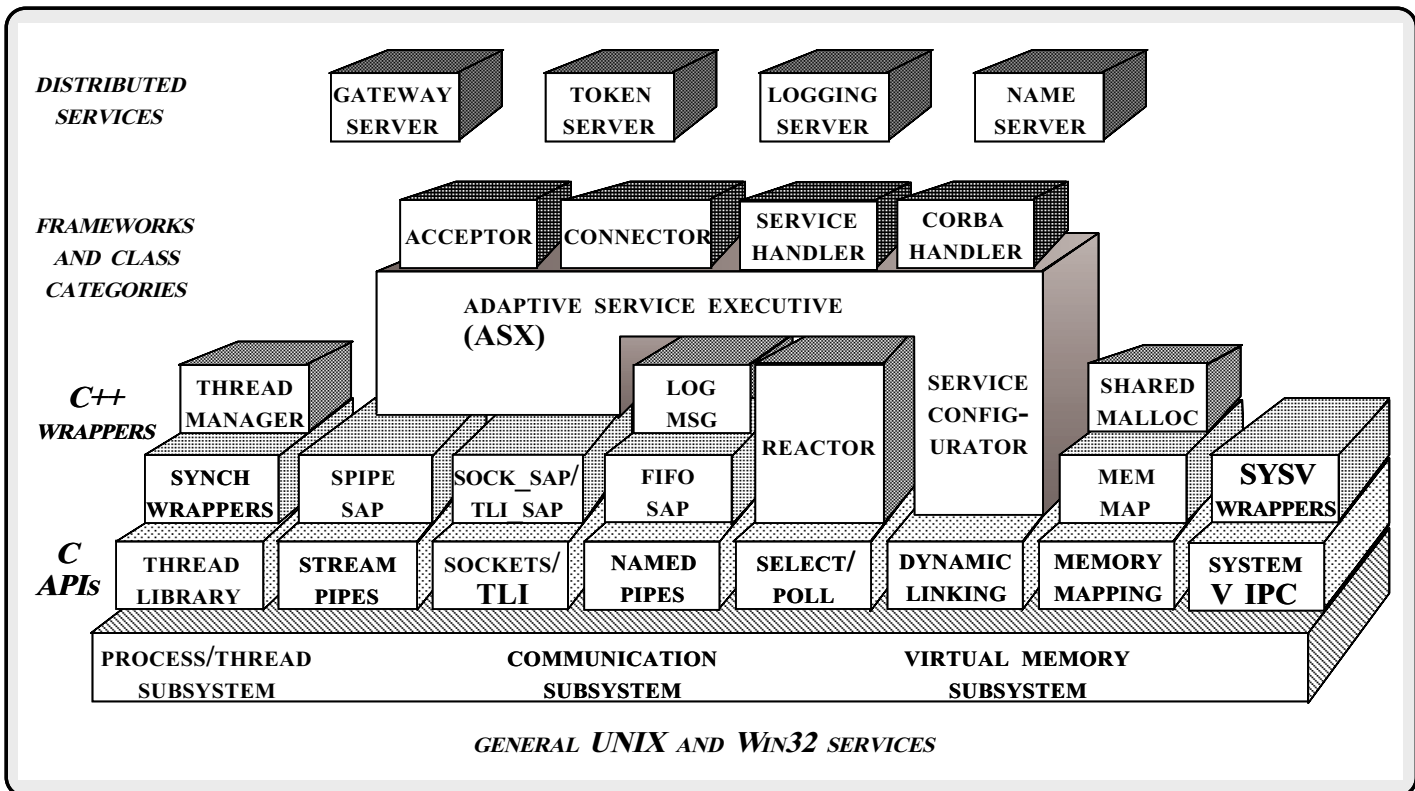 DISTRIBUTED
SERVICES
GATEWAY
SERVER
TOKEN
SERVER
LOGGING
SERVER
NAME
SERVER
FRAMEWORKS
AND CLASS
CATEGORIES
ACCEPTOR
CONNECTOR
SERVICE
HANDLER
CORBA
HANDLER
ADAPTIVE SERVICE EXECUTIVE
(ASX)
C++
WRAPPERS
THREAD
MANAGER
LOG
MSG
REACTOR
SERVICE
CONFIG-
URATOR
SHARED
MALLOC
SYNCH
WRAPPERS
SPIPE
SAP
SOCK_SAP/
TLI_SAP
FIFO
SAP
MEM
MAP
SYSV
WRAPPERS
C
APIs
THREAD
LIBRARY
STREAM
PIPES
SOCKETS/
TLI
NAMED
PIPES
SELECT/
POLL
DYNAMIC
LINKING
MEMORY
MAPPING
SYSTEM
V IPC
PROCESS/THREAD
SUBSYSTEM
COMMUNICATION
SUBSYSTEM
VIRTUAL MEMORY
SUBSYSTEM
GENERAL UNIX AND WIN32 SERVICES